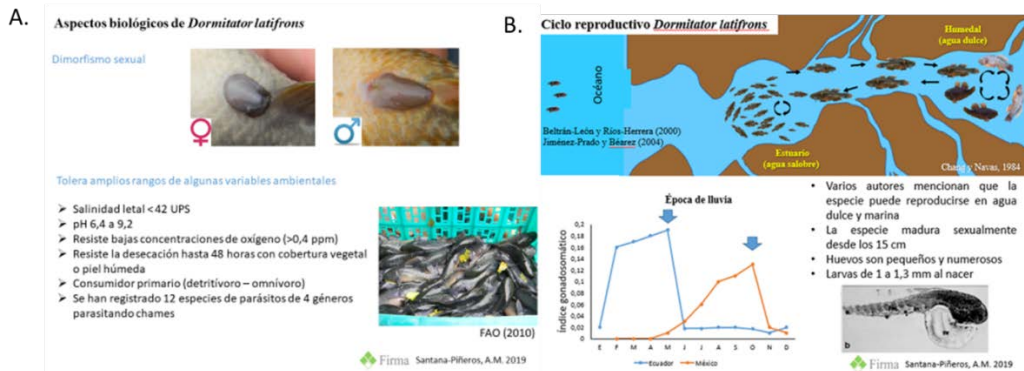 A.
Aspectos biológicos de Dormitator latifrons
Dimorfismo sexual
Tolera amplios rangos de algunas variables ambientales
➢ Salinidad letal < 42 UPS
➢ pH 6,4 a 9,2
➢ Resiste bajas concentraciones de oxígeno (>0,4 ppm)
➢ Resiste la desecación hasta 48 horas con cobertura vegetal
o piel húmeda
➢ Consumidor primario (detritívoro – omnívoro)
➢ Se han registrado 12 especies de parásitos de 4 géneros
parasitando chames
FAO (2010)
Firma
Santana-Piñeros, A.M. 2019
B.
Ciclo reproductivo Dormitator latifrons
Humedal
(agua dulce)
Océano
Beltrán-León y Ríos-Herrera (2000)
Jiménez-Prado y Béarez (2004)
Estuario
(agua salobre)
Chang y Navas, 1984
Época de lluvia
Índice gonadosomático
0,2
0,18
0,16
0,14
0,12
0,1
0,08
0,06
0,04
0,02
0
E F M A M J J A S O N D
Ecuador México
• Varios autores mencionan que la
especie puede reproducirse en agua
dulce y marina
• La especie madura sexualmente
desde los 15 cm
• Huevos son pequeños y numerosos
• Larvas de 1 a 1,3 mm al nacer
b
Firma
Santana-Piñeros, A.M. 2019